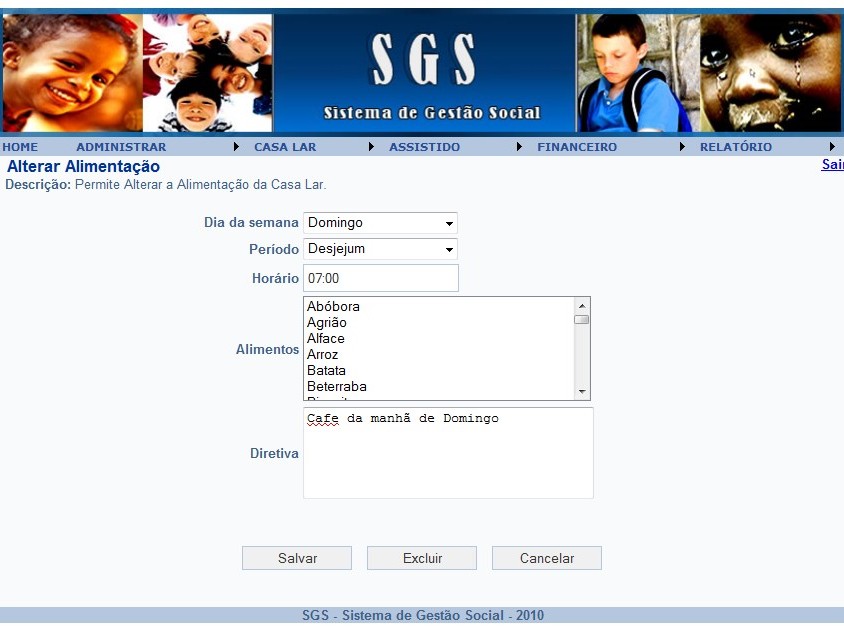 SGS
Sistema de Gestão Social
HOME ADMINISTRAR CASA LAR ASSISTIDO FINANCEIRO RELATÓRIO
Alterar Alimentação
Descrição: Permite Alterar a Alimentação da Casa Lar.
Dia da semana Domingo
Período Desjejum
Horário 07:00
Alimentos
Abóbora
Agrião
Alface
Arroz
Batata
Beterraba
Diretiva
Cafe da manhã de Domingo
Salvar Excluir Cancelar
SGS - Sistema de Gestão Social - 2010